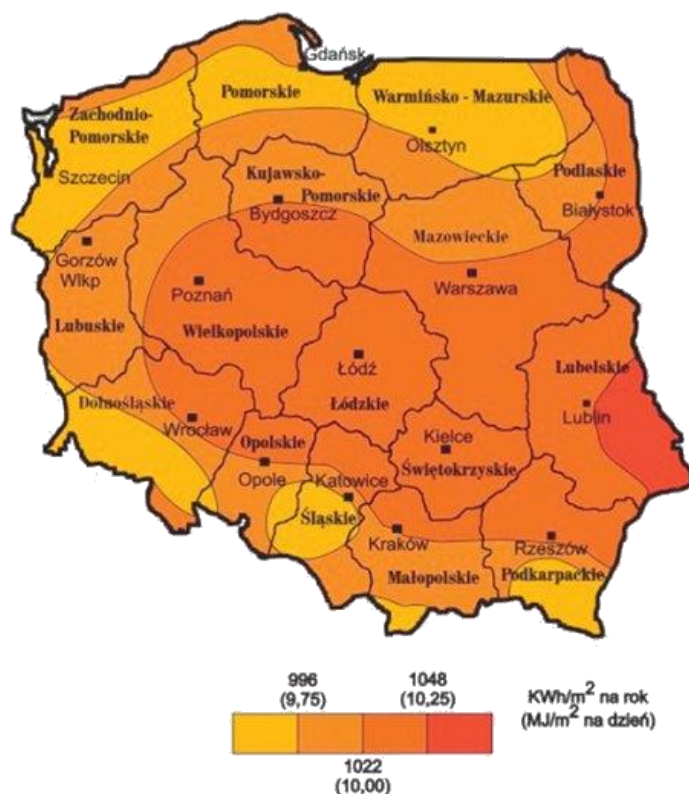 Gdańsk
Pomorskie
Warmińsko - Mazurskie
Zachodnio-
Pomorskie
Olsztyn
Szczecin
Kujawsko-
Pomorskie
Podlaskie
Bydgoszcz
Białystok
Mazowieckie
Gorzów
Wlkp
Poznań
Warszawa
Lubuskie
Wielkopolskie
Łódź
Lubelskie
Dolnośląskie
Łódzkie
Lublin
Wrocław
Opolskie
Kielce
Opole
Katowice
Świętokrzyskie
Śląskie
Kraków
Rzeszów
Małopolskie
Podkarpackie
996
(9,75)
1048
(10,25)
KWh/m² na rok
(MJ/m² na dzień)
1022
(10,00)